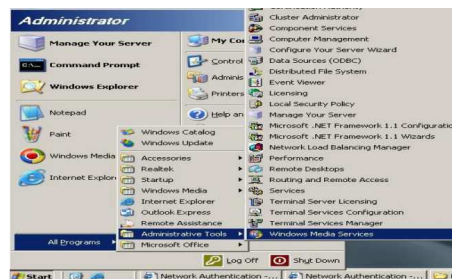 Administrator
Manage Your Server
Command Prompt
Windows Explorer
Notepad
Paint
Windows Media
Internet Explor
All Programs
My Co
Control
Adminis
Printers
Help an
Windows Catalog
Windows Update
Accessories
Realtek
Startup
Windows Media
Internet Explorer
Outlook Express
Remote Assistance
Administrative Tools
Microsoft Office
Cluster Administrator
Component Services
Computer Management
Configure Your Server Wizard
Data Sources (ODBC)
Distributed File System
Event Viewer
Licensing
Local Security Policy
Manage Your Server
Microsoft .NET Framework 1.1 Configuratio
Microsoft .NET Framework 1.1 Wizards
Network Load Balancing Manager
Performance
Remote Desktops
Routing and Remote Access
Services
Terminal Server Licensing
Terminal Services Configuration
Terminal Services Manager
Windows Media Services
Log Off
Shut Down
Start
Network Authentication -...
Network Authentication -...